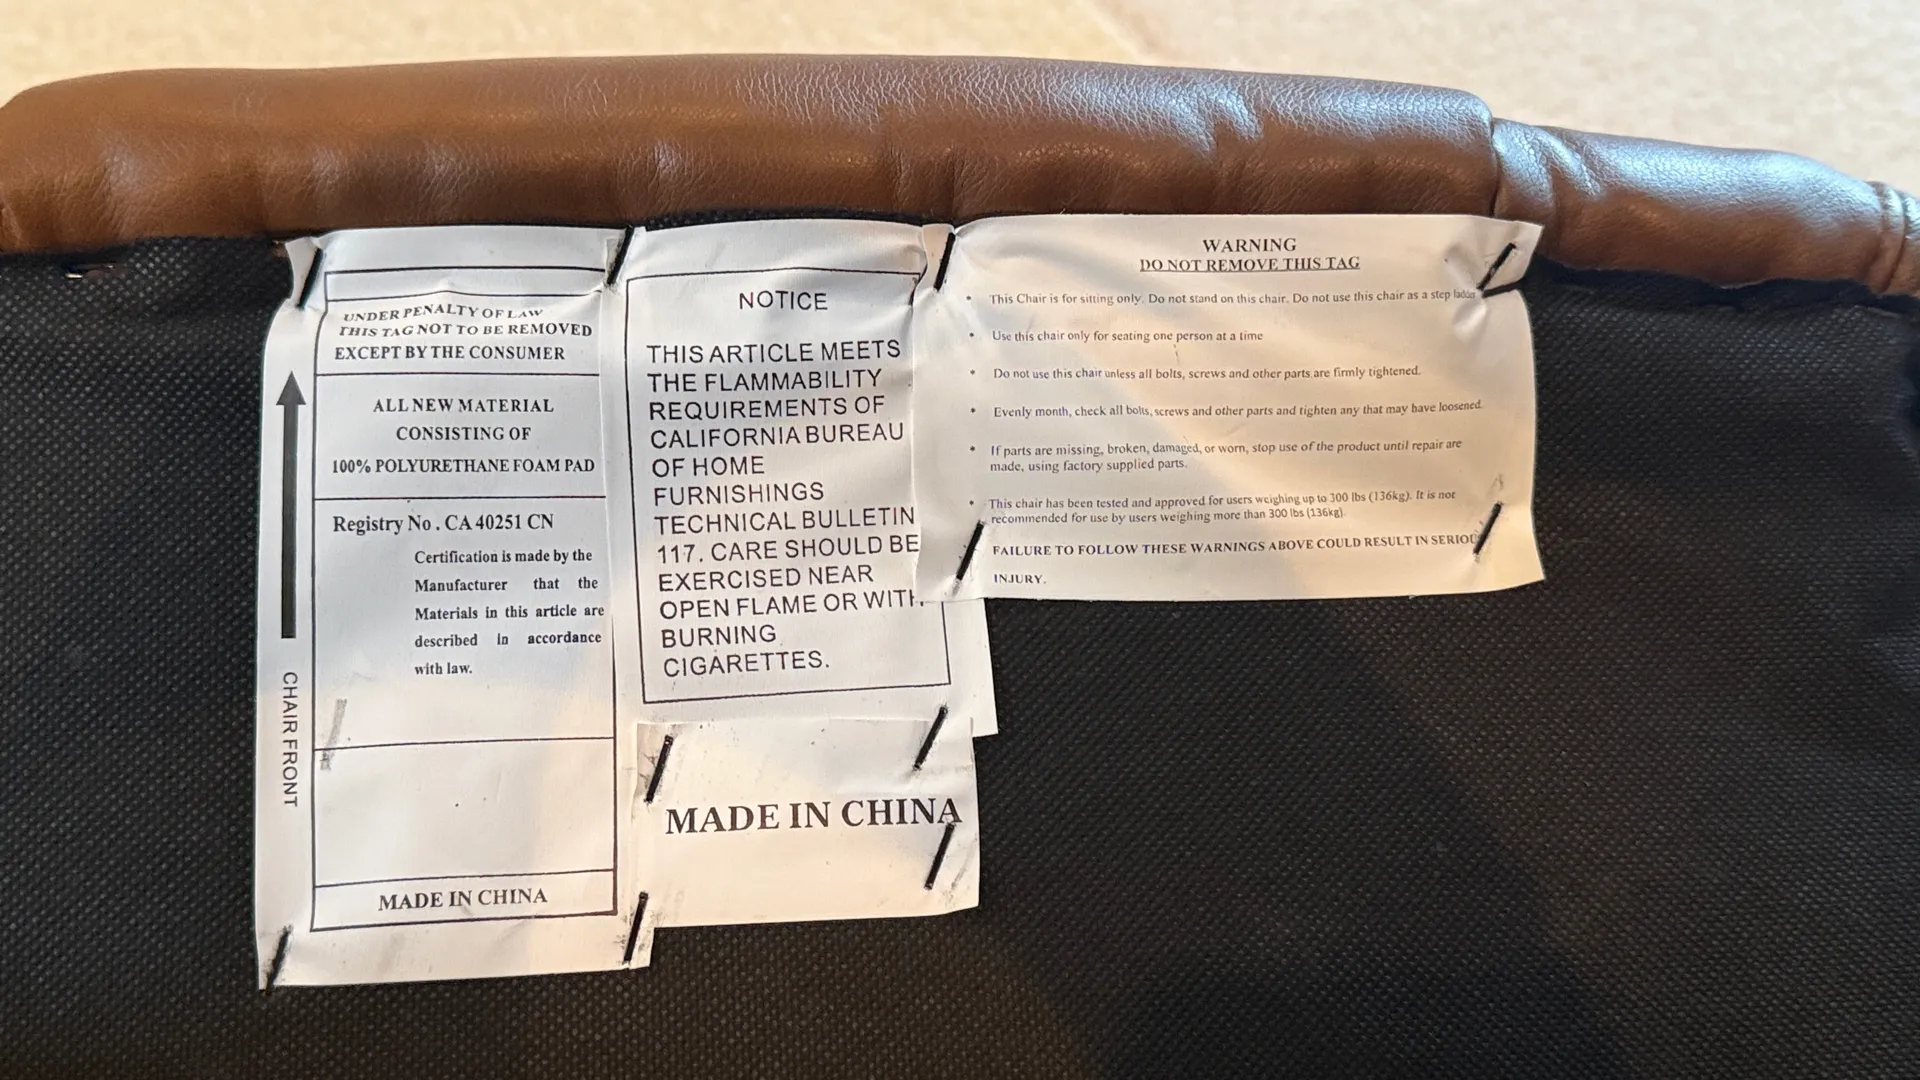 UNDER PENALTY OF LAW
THIS TAG NOT TO BE REMOVED
EXCEPT BY THE CONSUMER
ALL NEW MATERIAL
CONSISTING OF
100% POLYURETHANE FOAM PAD
Registry No. CA 40251 CN
Certification is made by the
Manufacturer that the
Materials in this article are
described in accordance
with law.
MADE IN CHINA
CHAIR FRONT
NOTICE
THIS ARTICLE MEETS
THE FLAMMABILITY
REQUIREMENTS OF
CALIFORNIA BUREAU
OF HOME
FURNISHINGS
TECHNICAL BULLETIN
117. CARE SHOULD BE
EXERCISED NEAR
OPEN FLAME OR WITH
BURNING
CIGARETTES.
MADE IN CHINA
WARNING
DO NOT REMOVE THIS TAG
• This Chair is for sitting only. Do not stand on this chair. Do not use this chair as a step ladder
• Use this chair only for seating one person at a time
• Do not use this chair unless all bolts, screws and other parts are firmly tightened.
• Evenly month, check all bolts, screws and other parts and tighten any that may have loosened.
• If parts are missing, broken, damaged, or worn, stop use of the product until repair are
made, using factory supplied parts.
• This chair has been tested and approved for users weighing up to 300 lbs (136kg). It is not
recommended for use by users weighing more than 300 lbs (136kg)
FAILURE TO FOLLOW THESE WARNINGS ABOVE COULD RESULT IN SERIOU
INJURY.